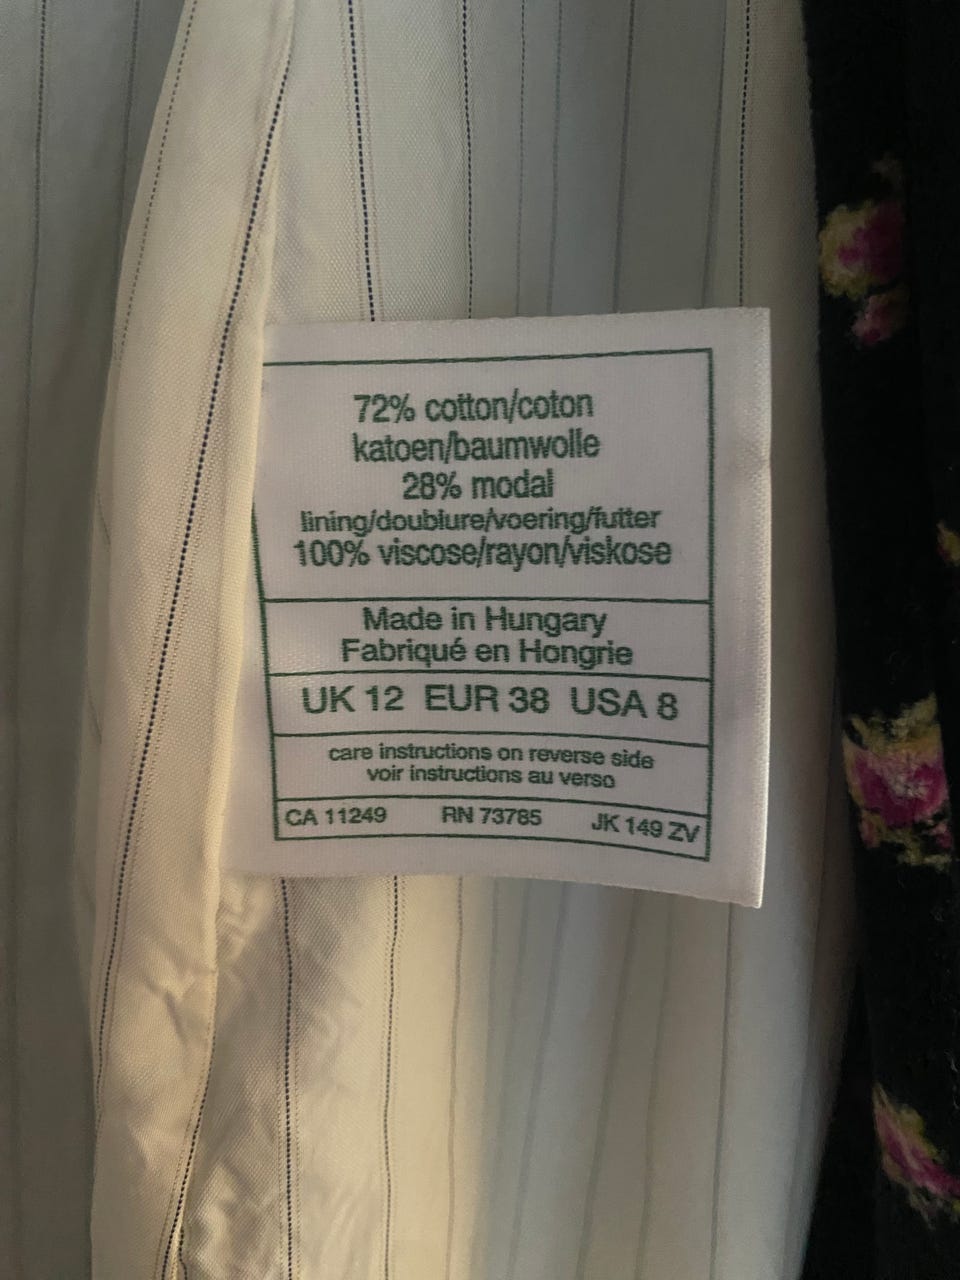 72% cotton/coton
katoen/baumwolle
28% modal
lining/doublure/voering/futter
100% viscose/rayon/viskose
Made in Hungary
Fabriqué en Hongrie
UK 12 EUR 38 USA 8
care instructions on reverse side
voir instructions au verso
CA 11249 RN 73785 JK 149 ZV